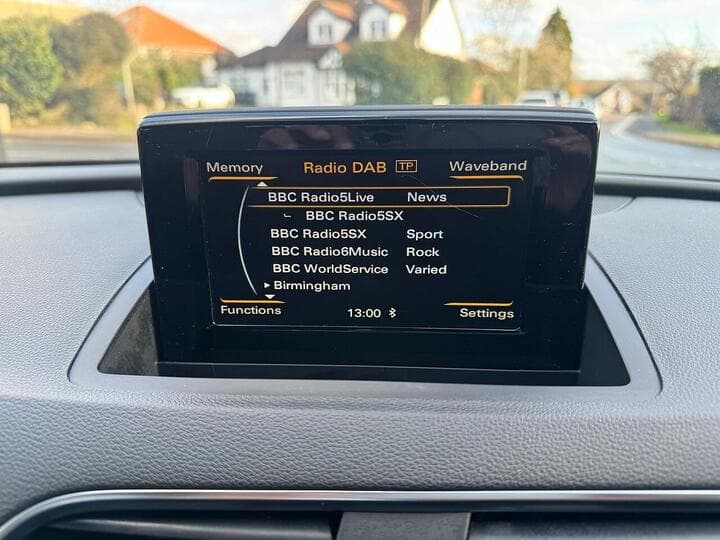 Memory Radio DAB TP Waveband
BBC Radio5Live News
BBC Radio5SX
BBC Radio5SX Sport
BBC Radio6Music Rock
BBC WorldService Varied
Birmingham
Functions 13:00 Settings